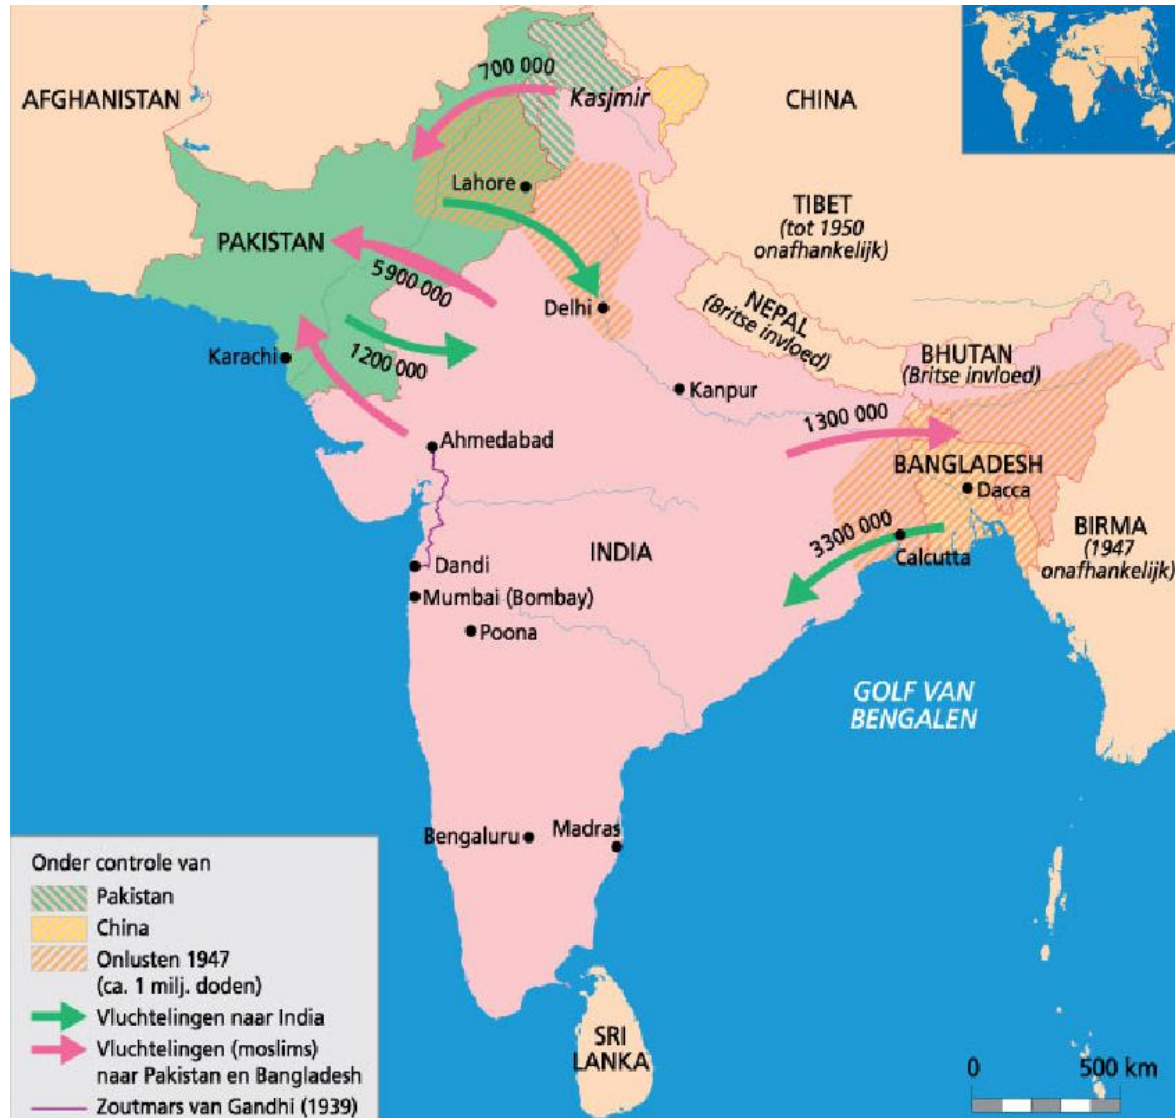 700 000
AFGHANISTAN
Kasjmir
CHINA
Lahore
TIBET
(tot 1950
onafhankelijk)
PAKISTAN
5 900 000
Delhi
NEPAL
(Britse invloed)
Karachi
1 200 000
BHUTAN
(Britse invloed)
Kanpur
1 300 000
Ahmedabad
BANGLADESH
Dacca
3 300 000
Calcutta
BIRMA
(1947
onafhankelijk)
INDIA
Dandi
Mumbai (Bombay)
Poona
GOLF VAN
BENGALEN
Bengaluru
Madras
Onder controle van
Pakistan
China
Onlusten 1947
(ca. 1 milj. doden)
Vluchtelingen naar India
Vluchtelingen (moslims)
naar Pakistan en Bangladesh
Zoutmars van Gandhi (1939)
SRI
LANKA
0 500 km